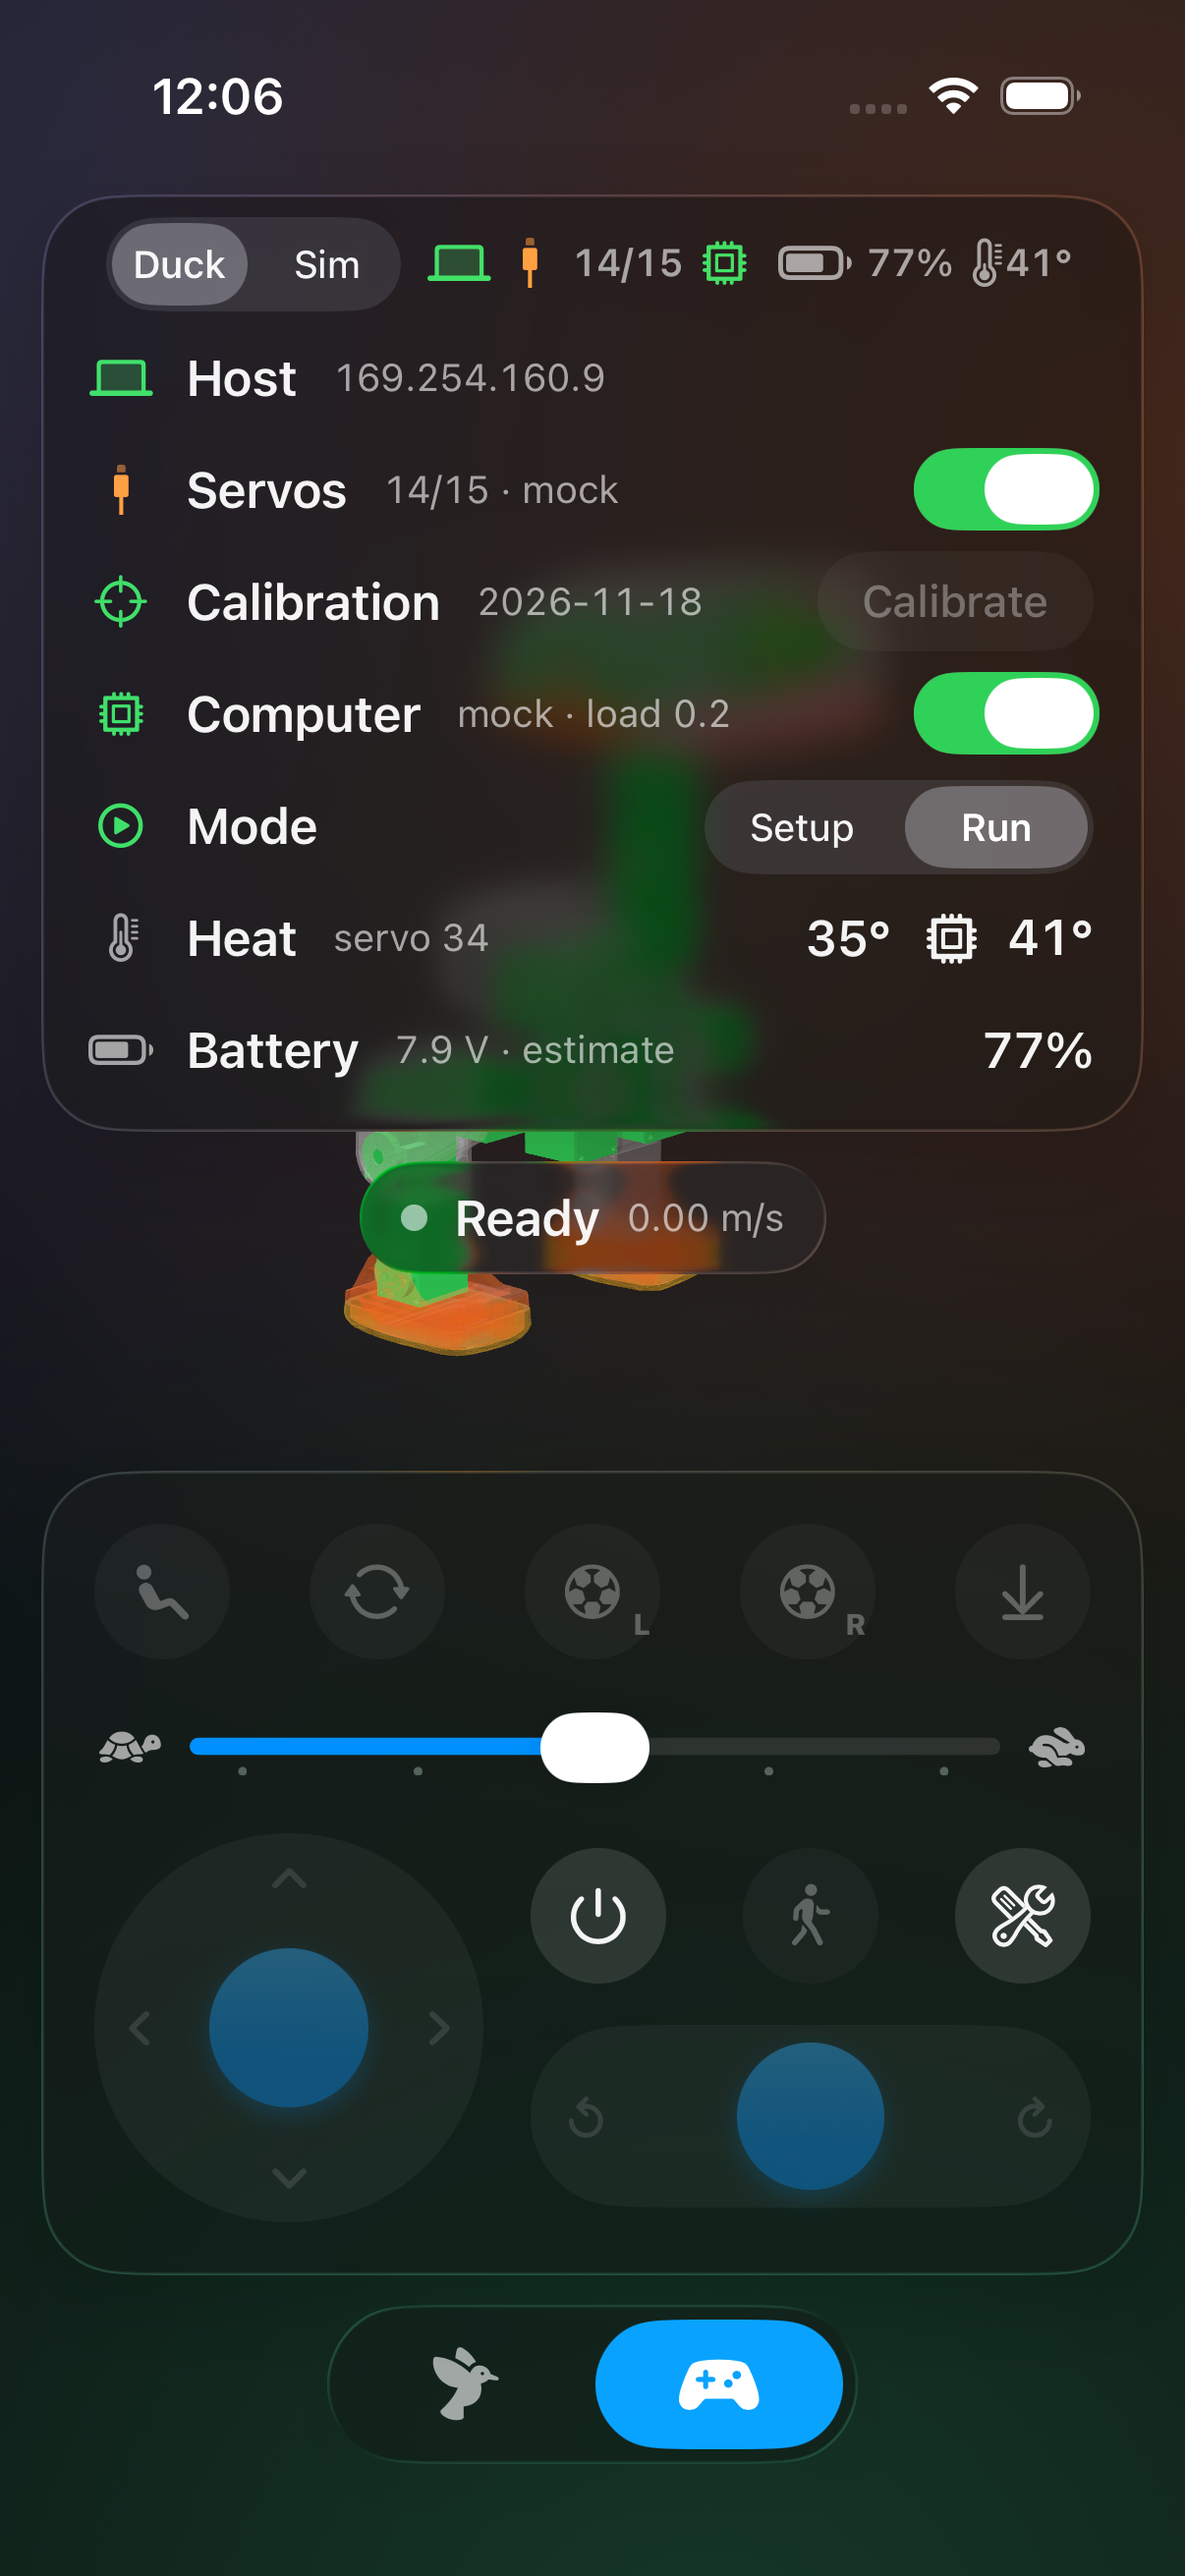 12:06
Duck Sim 14/15 77% 41°
Host 169.254.160.9
Servos 14/15 · mock
Calibration 2026-11-18 Calibrate
Computer mock · load 0.2
Mode Setup Run
Heat servo 34 35° 41°
Battery 7.9 V · estimate 77%
Ready 0.00 m/s
L R